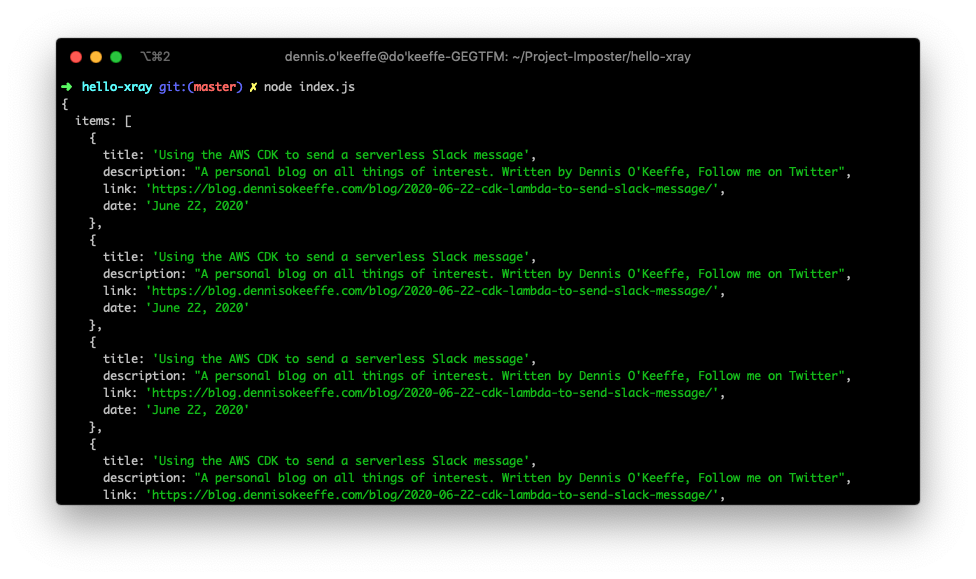 ⌥⌘2 dennis.o'keeffe@do'keeffe-GEGTFM: ~/Project-Imposter/hello-xray
➜ hello-xray git:(master) ✗ node index.js
{
  items: [
    {
      title: 'Using the AWS CDK to send a serverless Slack message',
      description: "A personal blog on all things of interest. Written by Dennis O'Keeffe, Follow me on Twitter",
      link: 'https://blog.dennisokeeffe.com/blog/2020-06-22-cdk-lambda-to-send-slack-message/',
      date: 'June 22, 2020'
    },
    {
      title: 'Using the AWS CDK to send a serverless Slack message',
      description: "A personal blog on all things of interest. Written by Dennis O'Keeffe, Follow me on Twitter",
      link: 'https://blog.dennisokeeffe.com/blog/2020-06-22-cdk-lambda-to-send-slack-message/',
      date: 'June 22, 2020'
    },
    {
      title: 'Using the AWS CDK to send a serverless Slack message',
      description: "A personal blog on all things of interest. Written by Dennis O'Keeffe, Follow me on Twitter",
      link: 'https://blog.dennisokeeffe.com/blog/2020-06-22-cdk-lambda-to-send-slack-message/',
      date: 'June 22, 2020'
    },
    {
      title: 'Using the AWS CDK to send a serverless Slack message',
      description: "A personal blog on all things of interest. Written by Dennis O'Keeffe, Follow me on Twitter",
      link: 'https://blog.dennisokeeffe.com/blog/2020-06-22-cdk-lambda-to-send-slack-message/',